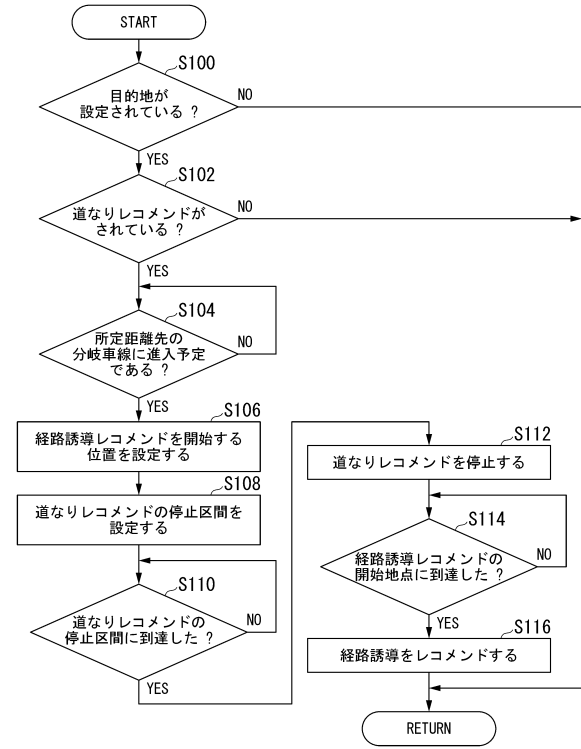 START
S100
目的地が
設定されている ?
NO
YES
S102
道なりレコメンドが
されている ?
NO
YES
S104
所定距離先の
分岐車線に進入予定
である ?
NO
YES
S106
経路誘導レコメンドを開始する
位置を設定する
S108
道なりレコメンドの停止区間を
設定する
S110
道なりレコメンドの
停止区間に到達した ?
NO
YES
S112
道なりレコメンドを停止する
S114
経路誘導レコメンドの
開始地点に到達した ?
NO
YES
S116
経路誘導をレコメンドする
RETURN